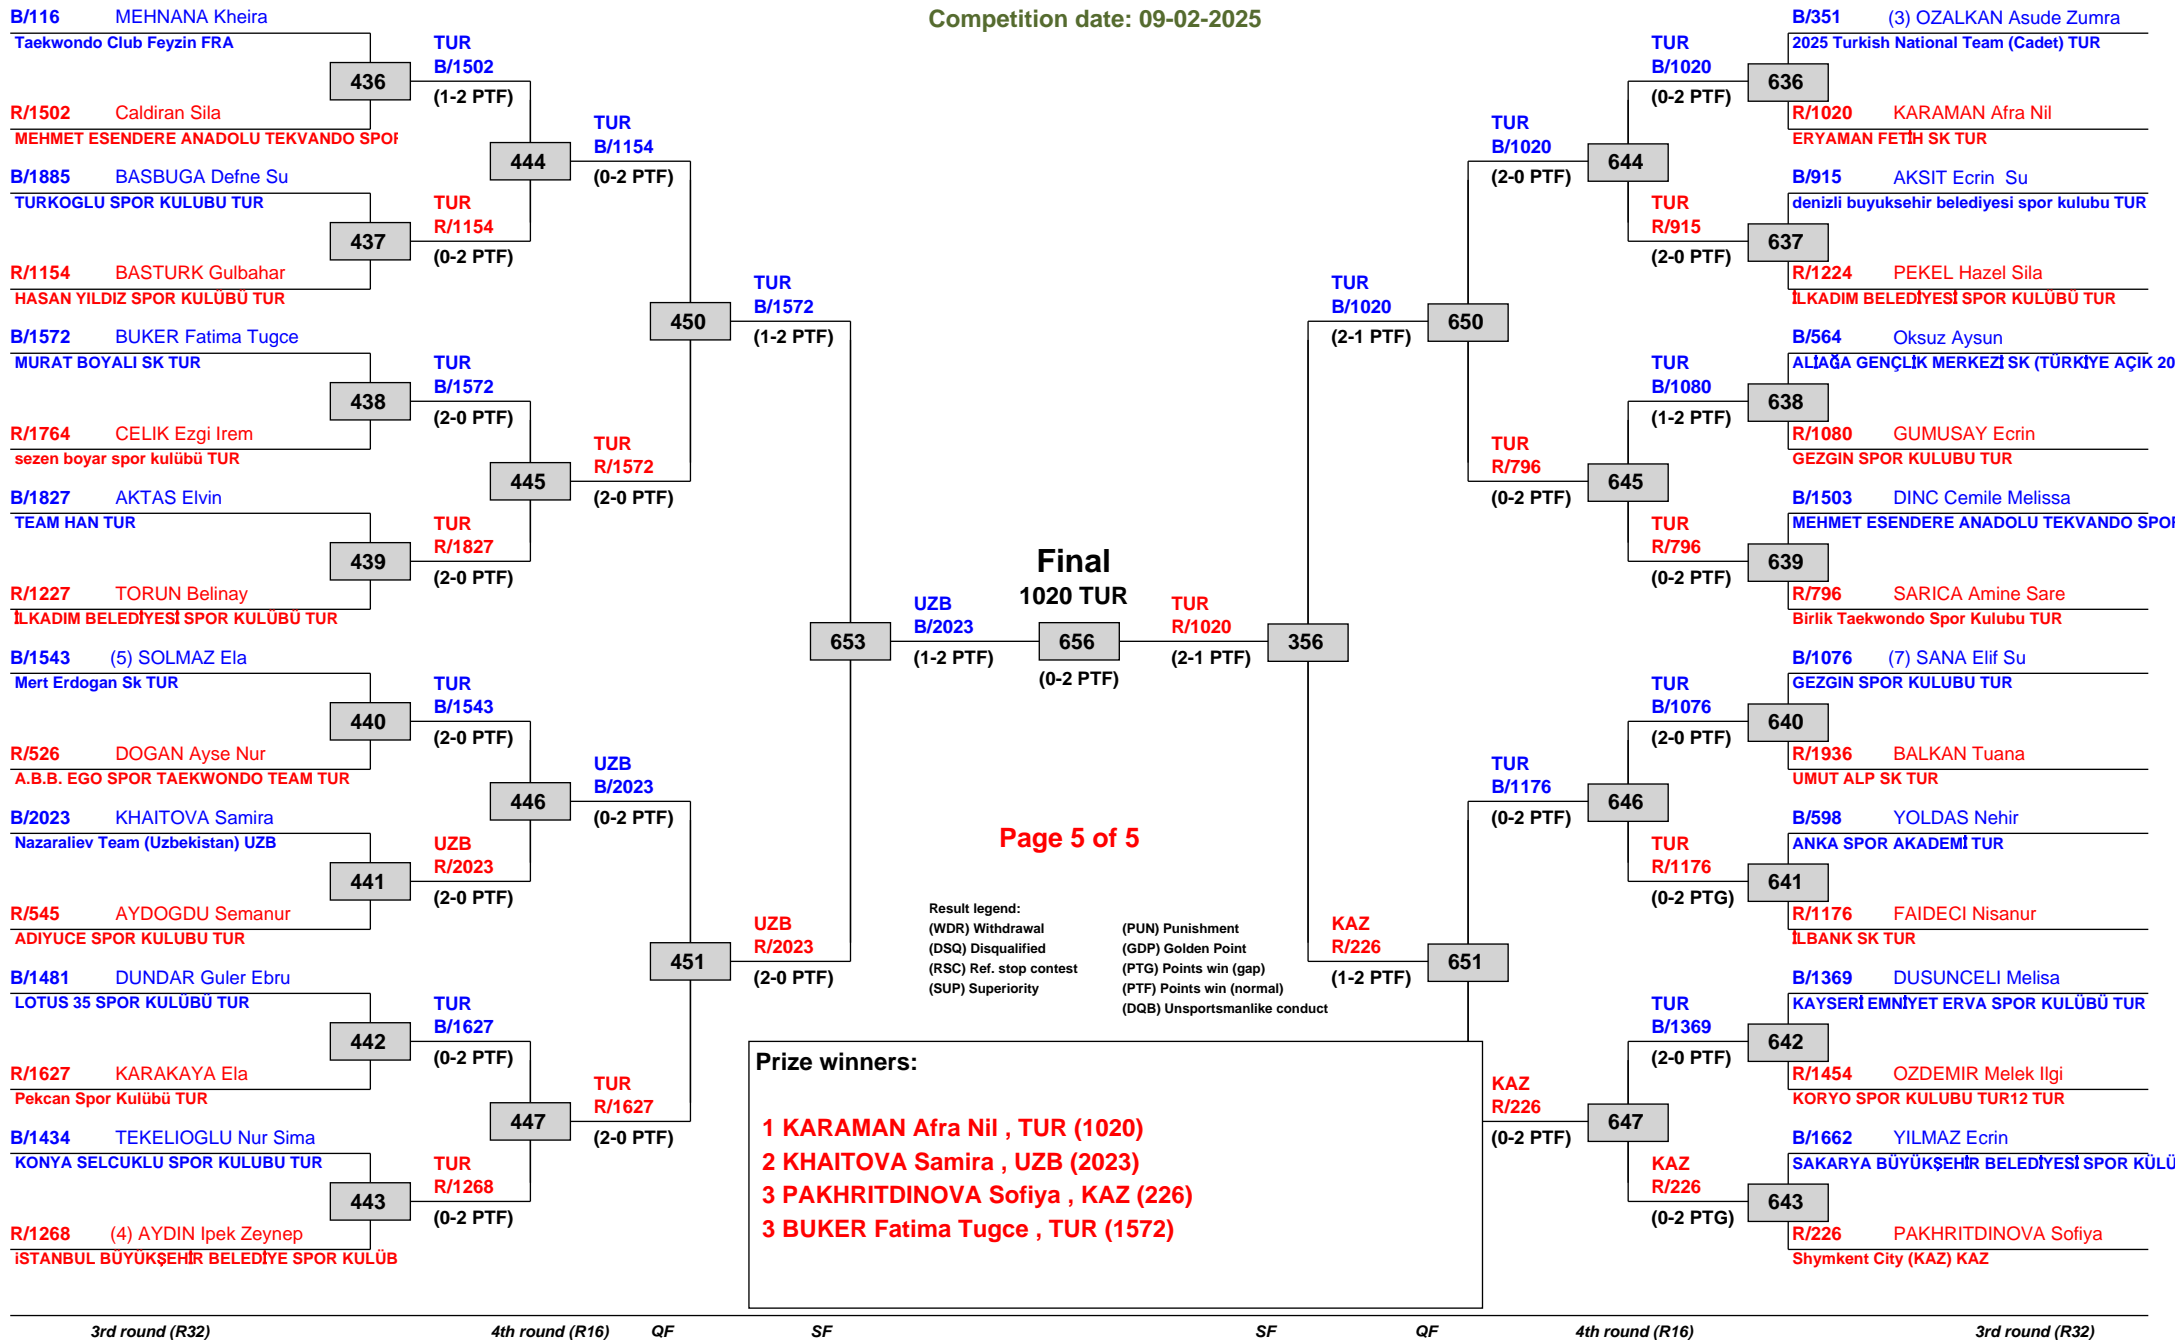 Competition date: 09-02-2025
B/116 MEHNANA Kheira
Taekwondo Club Feyzin FRA
436
R/1502 Caldiran Sila
MEHMET ESENDERE ANADOLU TEKVANDO SPOR
B/1885 BASBUGA Defne Su
TURKOGLU SPOR KULUBU TUR
437
R/1154 BASTURK Gulbahar
HASAN YILDIZ SPOR KULÜBÜ TUR
B/1572 BUKER Fatima Tugce
MURAT BOYALI SK TUR
438
R/1764 CELIK Ezgi Irem
sezen boyar spor kulübü TUR
B/1827 AKTAS Elvin
TEAM HAN TUR
439
R/1227 TORUN Belinay
İLKADIM BELEDİYESİ SPOR KULÜBÜ TUR
B/1543 (5) SOLMAZ Ela
Mert Erdogan Sk TUR
440
R/526 DOGAN Ayse Nur
A.B.B. EGO SPOR TAEKWONDO TEAM TUR
B/2023 KHAITOVA Samira
Nazaraliev Team (Uzbekistan) UZB
441
R/545 AYDOGDU Semanur
ADIYUCE SPOR KULUBU TUR
B/1481 DUNDAR Guler Ebru
LOTUS 35 SPOR KULÜBÜ TUR
442
R/1627 KARAKAYA Ela
Pekcan Spor Kulübü TUR
B/1434 TEKELIOGLU Nur Sima
KONYA SELCUKLU SPOR KULUBU TUR
443
R/1268 (4) AYDIN Ipek Zeynep
iSTANBUL BÜYÜKŞEHİR BELEDİYE SPOR KULÜB
TUR
B/1502
(1-2 PTF)
444
TUR
R/1154
(0-2 PTF)
TUR
B/1572
(2-0 PTF)
445
TUR
R/1827
(2-0 PTF)
TUR
B/1543
(2-0 PTF)
446
UZB
R/2023
(2-0 PTF)
TUR
B/1627
(0-2 PTF)
447
TUR
R/1268
(0-2 PTF)
TUR
B/1154
(0-2 PTF)
450
TUR
R/1572
(2-0 PTF)
UZB
B/2023
(0-2 PTF)
451
TUR
R/1627
(2-0 PTF)
TUR
B/1572
(1-2 PTF)
653
UZB
R/2023
(2-0 PTF)
UZB
B/2023
(1-2 PTF)
Final
1020 TUR
656
(0-2 PTF)
TUR
R/1020
(2-1 PTF)
356
TUR
B/1020
(2-1 PTF)
650
KAZ
R/226
(1-2 PTF)
651
TUR
B/1020
(2-0 PTF)
644
TUR
R/796
(0-2 PTF)
645
TUR
B/1176
(0-2 PTF)
646
KAZ
R/226
(0-2 PTF)
647
TUR
B/1020
(0-2 PTF)
TUR
R/915
(2-0 PTF)
TUR
B/1080
(1-2 PTF)
TUR
R/796
(0-2 PTF)
TUR
B/1076
(2-0 PTF)
TUR
R/1176
(0-2 PTG)
TUR
B/1369
(2-0 PTF)
KAZ
R/226
(0-2 PTG)
B/351 (3) OZALKAN Asude Zumra
2025 Turkish National Team (Cadet) TUR
636
R/1020 KARAMAN Afra Nil
ERYAMAN FETİH SK TUR
B/915 AKSIT Ecrin Su
denizli buyuksehir belediyesi spor kulubu TUR
637
R/1224 PEKEL Hazel Sila
İLKADIM BELEDİYESİ SPOR KULÜBÜ TUR
B/564 Oksuz Aysun
ALİAĞA GENÇLİK MERKEZİ SK (TÜRKİYE AÇIK 20
638
R/1080 GUMUSAY Ecrin
GEZGIN SPOR KULUBU TUR
B/1503 DINC Cemile Melissa
MEHMET ESENDERE ANADOLU TEKVANDO SPOR
639
R/796 SARICA Amine Sare
Birlik Taekwondo Spor Kulubu TUR
B/1076 (7) SANA Elif Su
GEZGIN SPOR KULUBU TUR
640
R/1936 BALKAN Tuana
UMUT ALP SK TUR
B/598 YOLDAS Nehir
ANKA SPOR AKADEMİ TUR
641
R/1176 FAIDECI Nisanur
İLBANK SK TUR
B/1369 DUSUNCELI Melisa
KAYSERİ EMNİYET ERVA SPOR KULÜBÜ TUR
642
R/1454 OZDEMIR Melek Ilgi
KORYO SPOR KULUBU TUR12 TUR
B/1662 YILMAZ Ecrin
SAKARYA BÜYÜKŞEHİR BELEDİYESİ SPOR KÜLÜ
643
R/226 PAKHRITDINOVA Sofiya
Shymkent City (KAZ) KAZ
Page 5 of 5
Result legend:
(WDR) Withdrawal (PUN) Punishment
(DSQ) Disqualified (GDP) Golden Point
(RSC) Ref. stop contest (PTG) Points win (gap)
(SUP) Superiority (PTF) Points win (normal)
(DQB) Unsportsmanlike conduct
Prize winners:
1 KARAMAN Afra Nil , TUR (1020)
2 KHAITOVA Samira , UZB (2023)
3 PAKHRITDINOVA Sofiya , KAZ (226)
3 BUKER Fatima Tugce , TUR (1572)
3rd round (R32) 4th round (R16) QF SF SF QF 4th round (R16) 3rd round (R32)